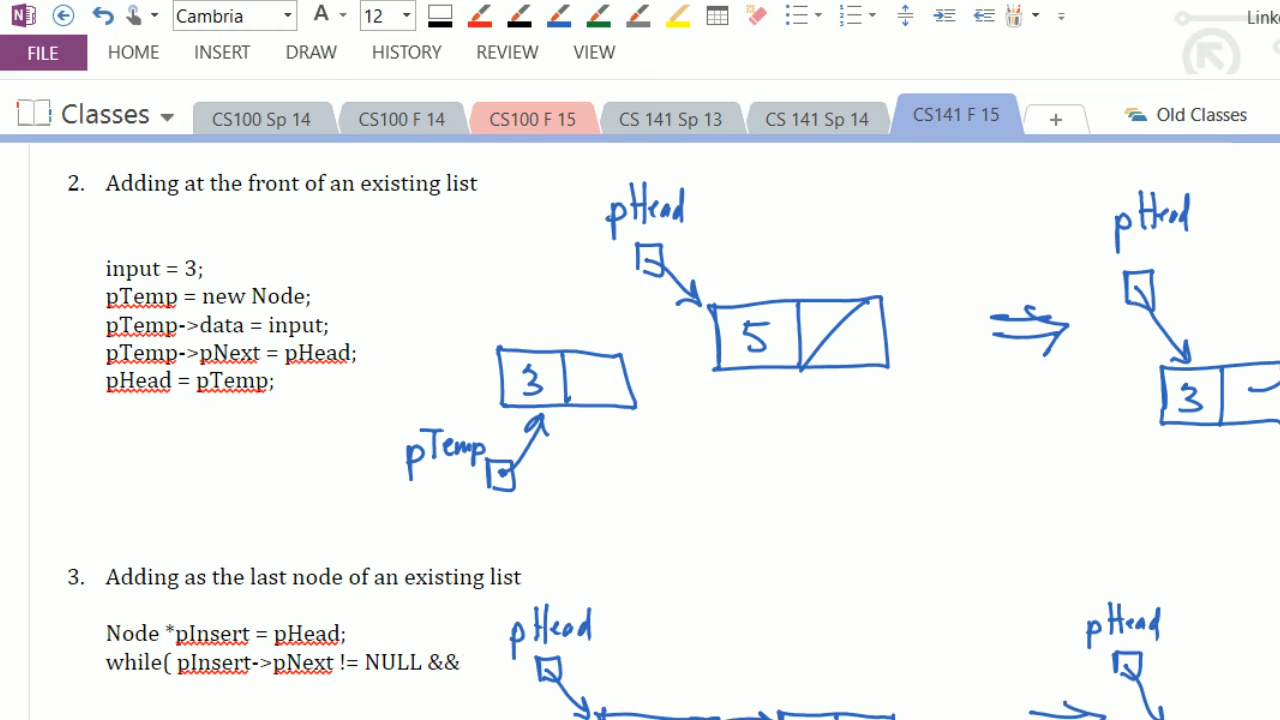 Cambria
A
12
Link
FILE
HOME
INSERT
DRAW
HISTORY
REVIEW
VIEW
Classes
CS100 Sp 14
CS100 F 14
CS100 F 15
CS 141 Sp 13
CS 141 Sp 14
CS141 F 15
+
Old Classes
2. Adding at the front of an existing list
pHead
pHead
input = 3;
pTemp = new Node;
pTemp->data = input;
pTemp->pNext = pHead;
pHead = pTemp;
5
3
3
pTemp
3. Adding as the last node of an existing list
Node *pInsert = pHead;
while( pInsert->pNext != NULL &&
pHead
pHead